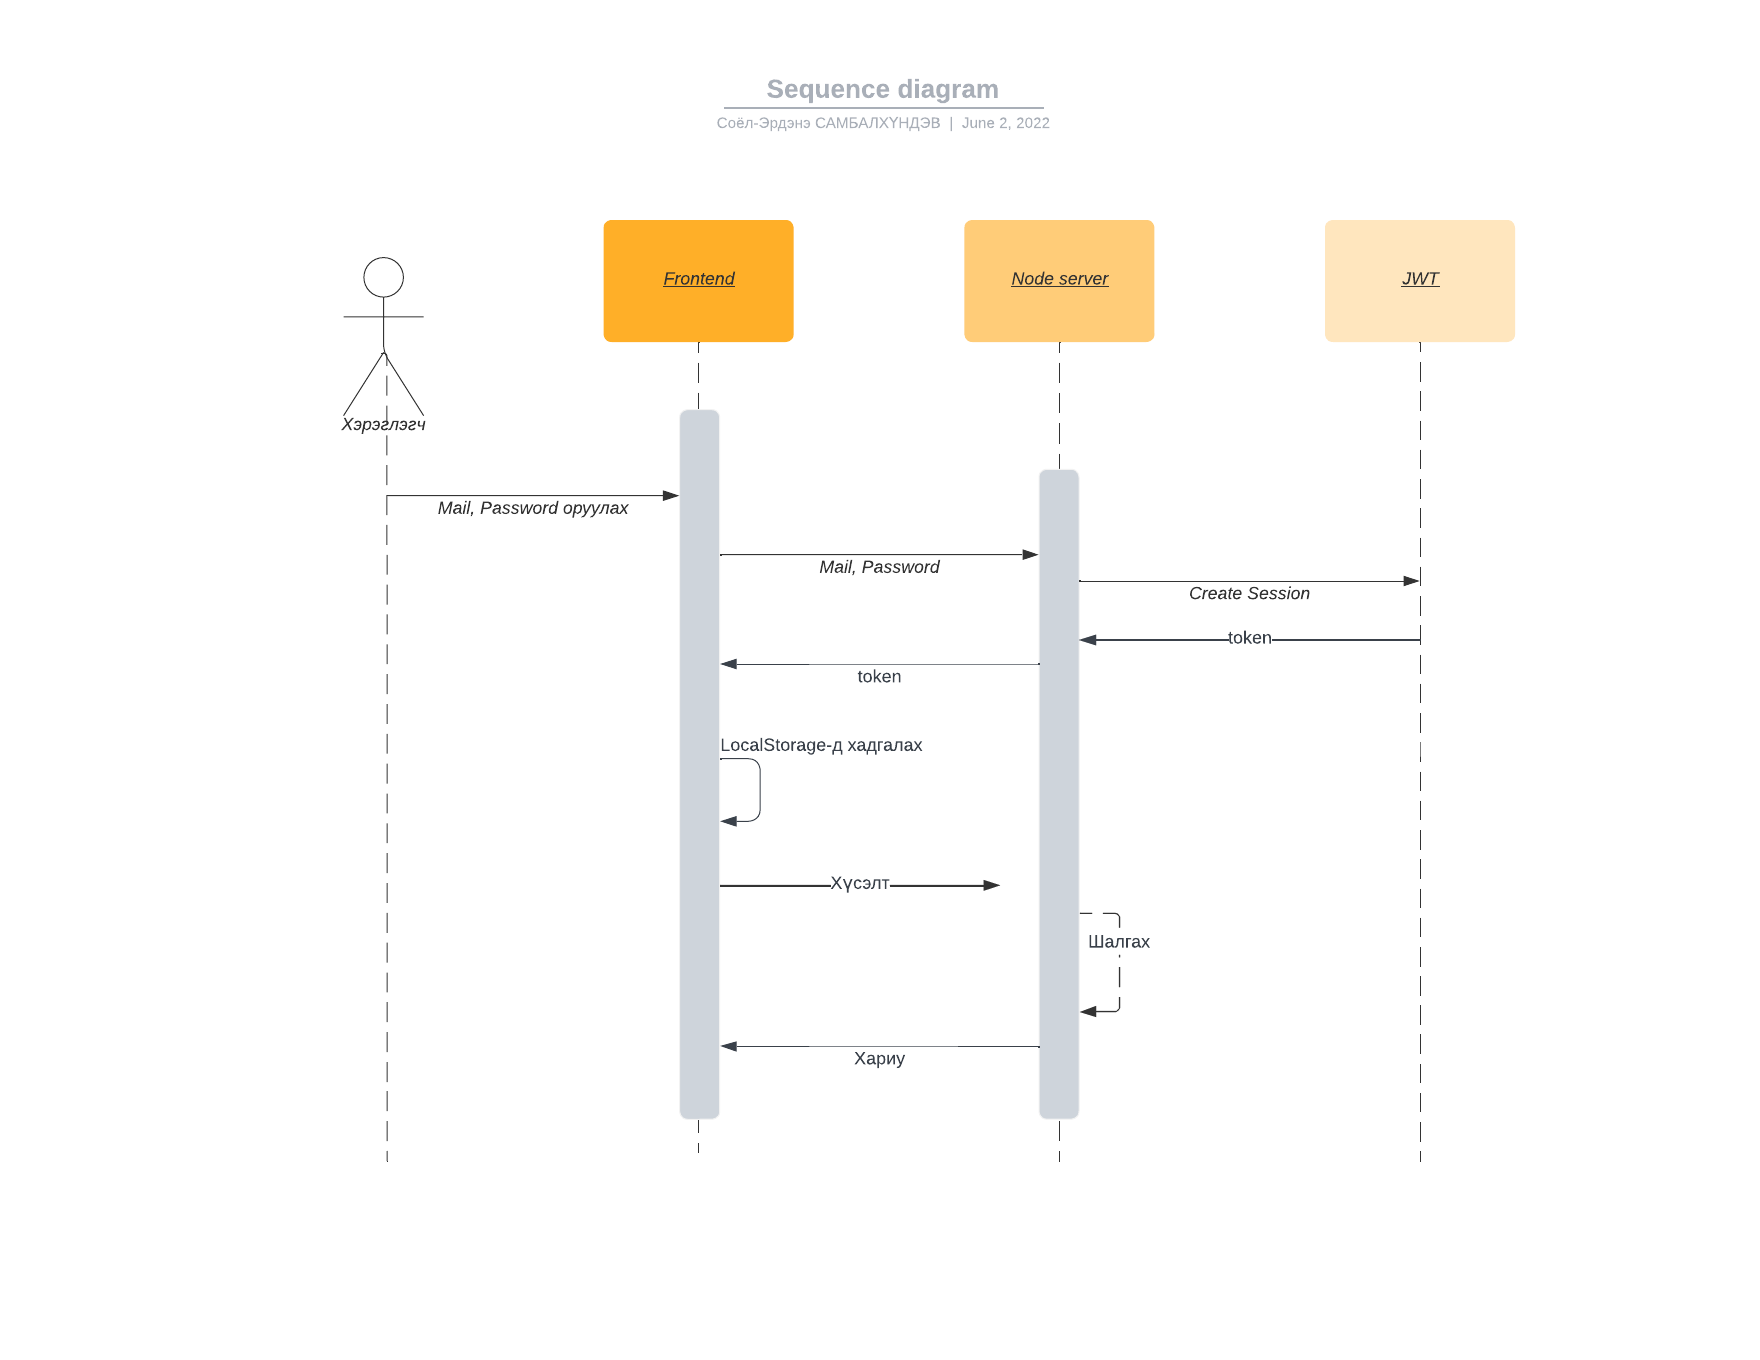 Sequence diagram
Соёл-Эрдэнэ САМБАЛХҮНДЭВ | June 2, 2022
Frontend
Node server
JWT
Хэрэглэгч
Mail, Password оруулах
Mail, Password
Create Session
token
token
LocalStorage-д хадгалах
Хүсэлт
Шалгах
Хариу